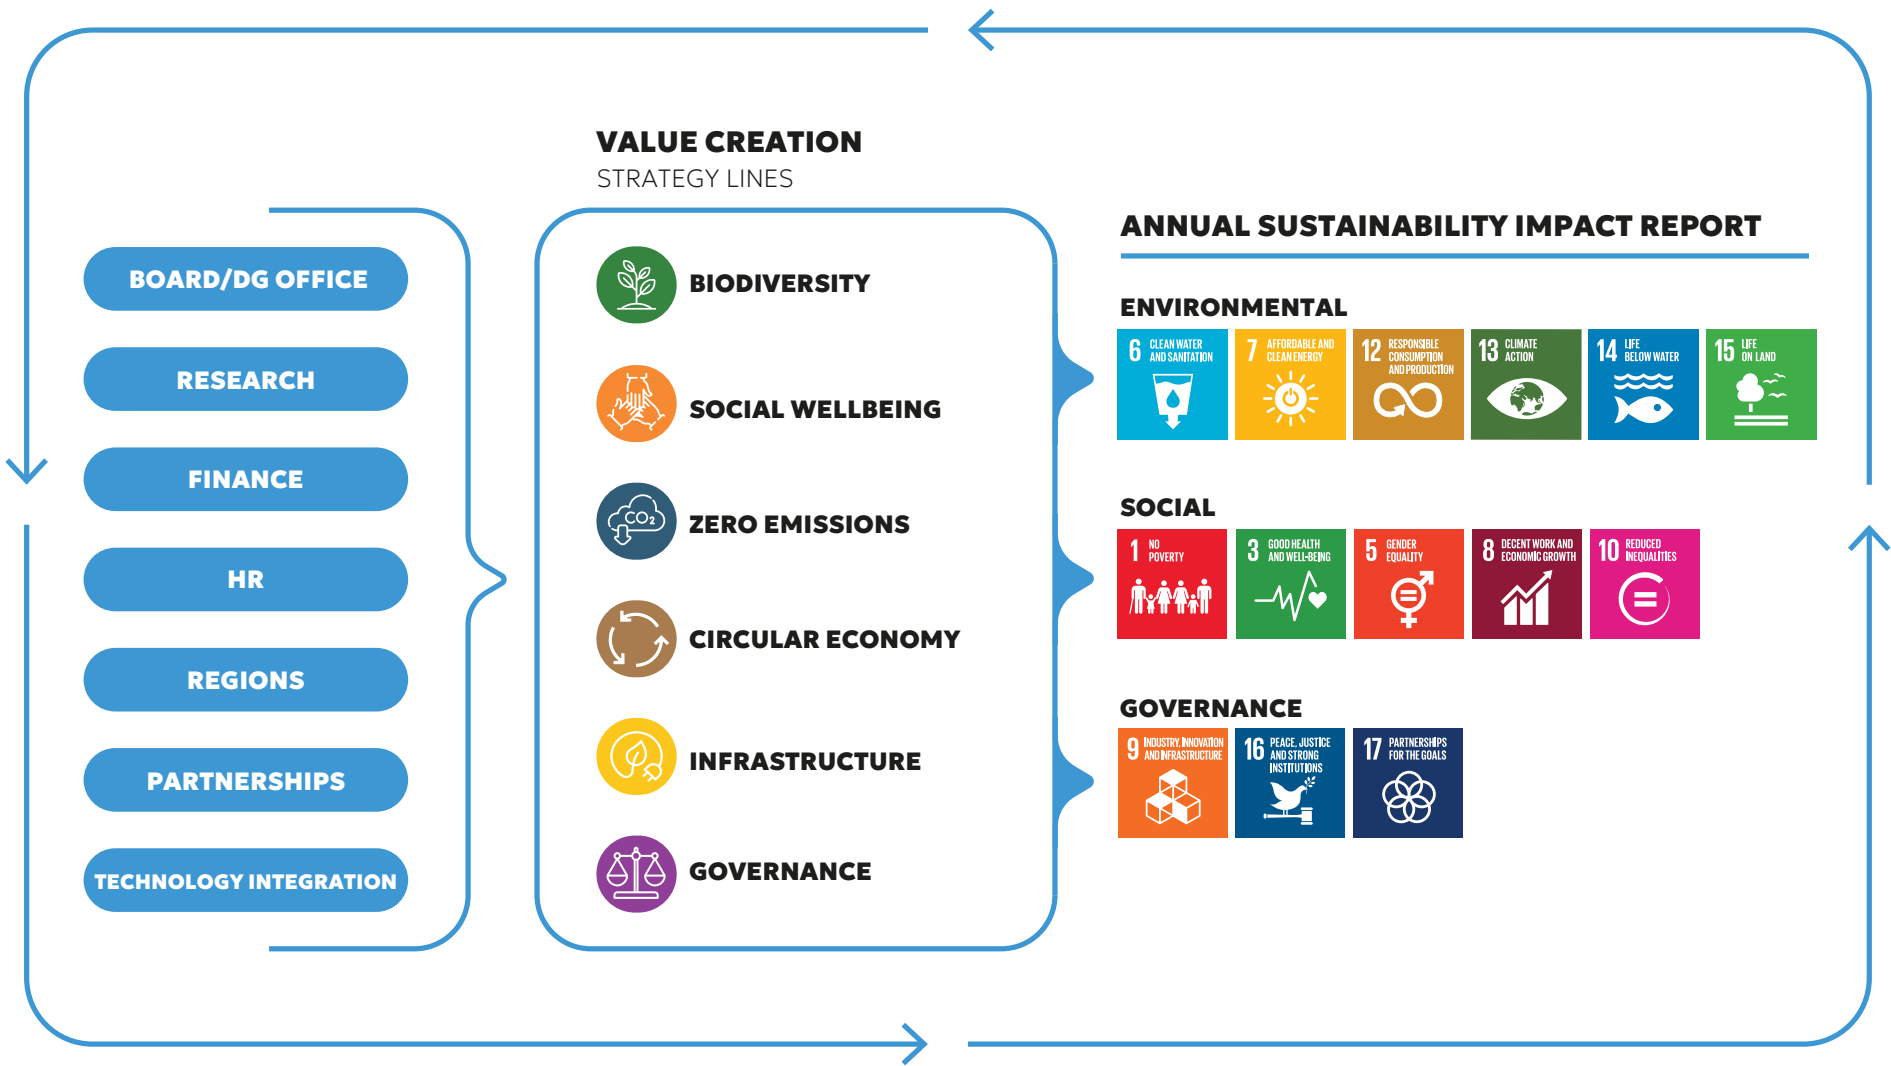 BOARD/DG OFFICE
RESEARCH
FINANCE
HR
REGIONS
PARTNERSHIPS
TECHNOLOGY INTEGRATION
VALUE CREATION
STRATEGY LINES
BIODIVERSITY
SOCIAL WELLBEING
CO2
ZERO EMISSIONS
CIRCULAR ECONOMY
INFRASTRUCTURE
GOVERNANCE
ANNUAL SUSTAINABILITY IMPACT REPORT
ENVIRONMENTAL
6 CLEAN WATER
AND SANITATION
7 AFFORDABLE AND
CLEAN ENERGY
12 RESPONSIBLE
CONSUMPTION
AND PRODUCTION
13 CLIMATE
ACTION
14 LIFE
BELOW WATER
15 LIFE
ON LAND
SOCIAL
1 NO
POVERTY
3 GOOD HEALTH
AND WELL-BEING
5 GENDER
EQUALITY
8 DECENT WORK AND
ECONOMIC GROWTH
10 REDUCED
INEQUALITIES
GOVERNANCE
9 INDUSTRY, INNOVATION
AND INFRASTRUCTURE
16 PEACE, JUSTICE
AND STRONG
INSTITUTIONS
17 PARTNERSHIPS
FOR THE GOALS